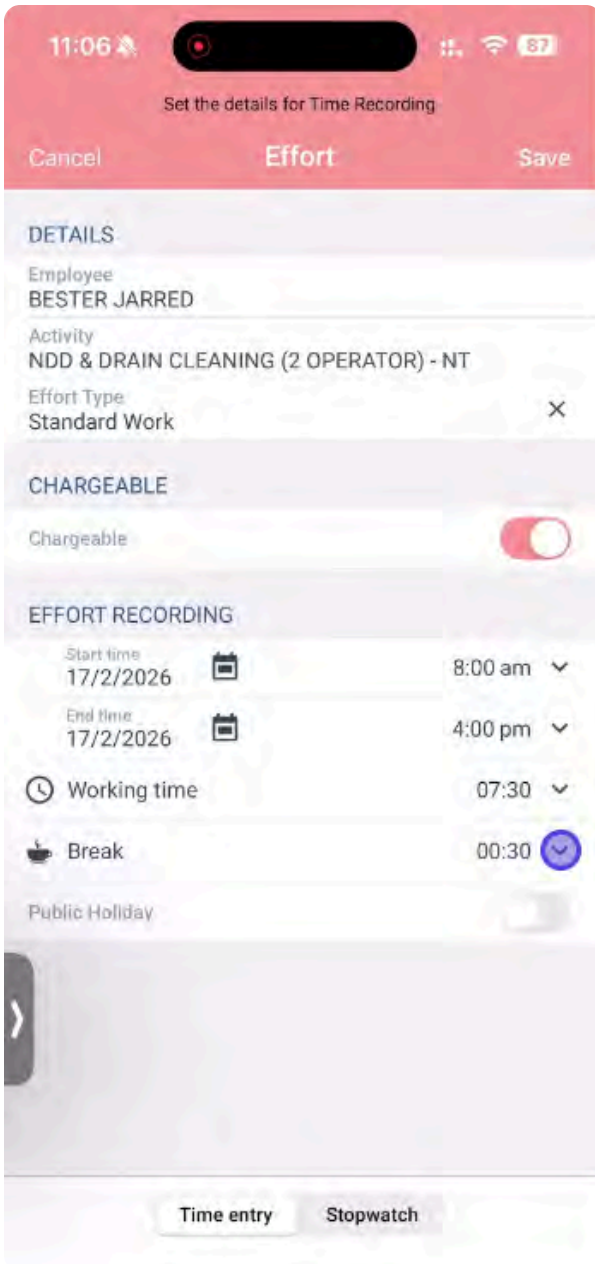 11:06
87
Set the details for Time Recording
Cancel Effort Save
DETAILS
Employee
BESTER JARRED
Activity
NDD & DRAIN CLEANING (2 OPERATOR) - NT
Effort Type
Standard Work
CHARGEABLE
Chargeable
EFFORT RECORDING
Start time
17/2/2026 8:00 am
End time
17/2/2026 4:00 pm
Working time 07:30
Break 00:30
Public Holiday
Time entry Stopwatch